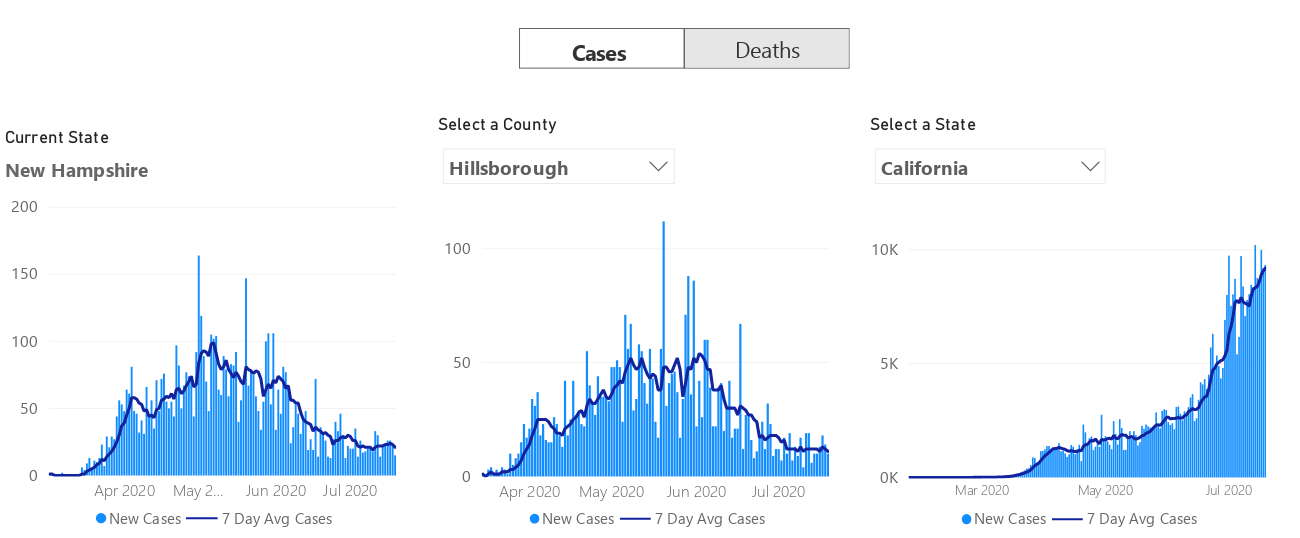 Cases
Deaths
Current State
New Hampshire
200
150
100
50
0
Apr 2020
May 2...
Jun 2020
Jul 2020
New Cases
7 Day Avg Cases
Select a County
Hillsborough
100
50
0
Apr 2020
May 2020
Jun 2020
Jul 2020
New Cases
7 Day Avg Cases
Select a State
California
10K
5K
0K
Mar 2020
May 2020
Jul 2020
New Cases
7 Day Avg Cases